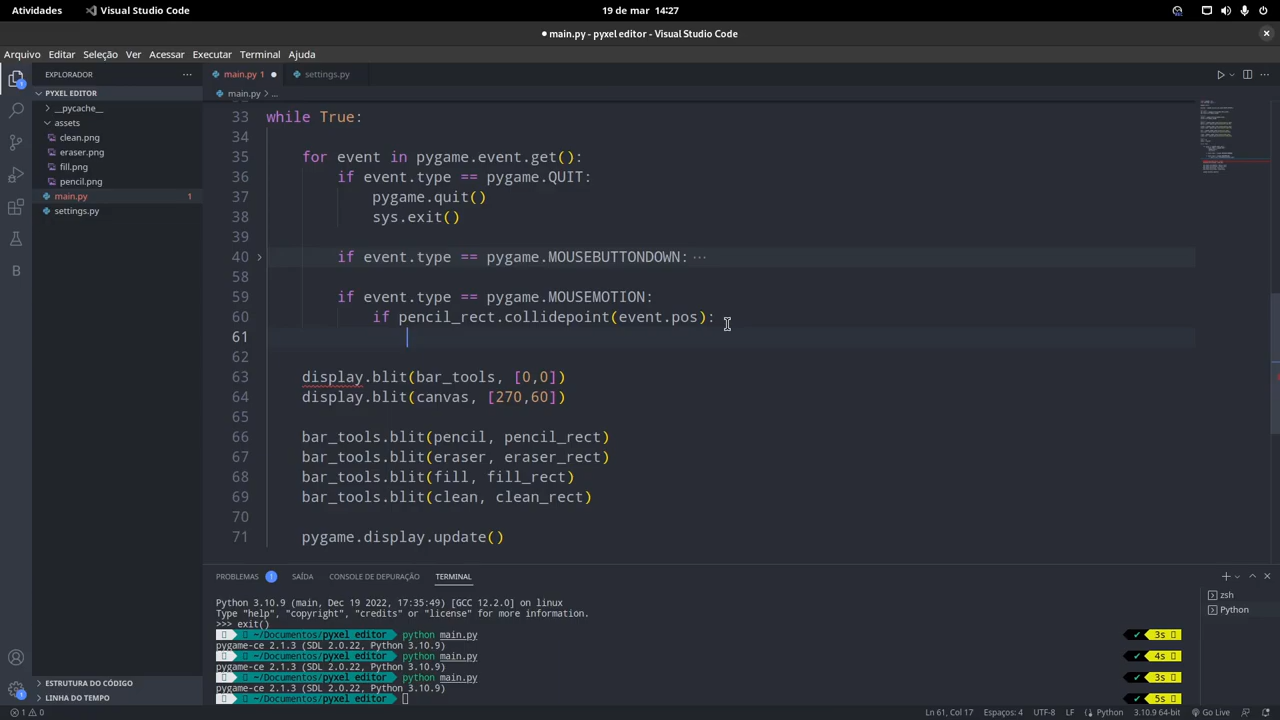 Atividades
Visual Studio Code
19 de mar 14:27
● main.py - pyxel editor - Visual Studio Code
Arquivo Editar Seleção Ver Acessar Executar Terminal Ajuda
EXPLORADOR
PYXEL EDITOR
__pycache__
assets
clean.png
eraser.png
fill.png
pencil.png
main.py 1
settings.py
ESTRUTURA DO CÓDIGO
LINHA DO TEMPO
main.py 1 ●
settings.py
main.py > ...
33 while True:
34
35 for event in pygame.event.get():
36 if event.type == pygame.QUIT:
37 pygame.quit()
38 sys.exit()
39
40 if event.type == pygame.MOUSEBUTTONDOWN: ...
58
59 if event.type == pygame.MOUSEMOTION:
60 if pencil_rect.collidepoint(event.pos):
61
62
63 display.blit(bar_tools, [0,0])
64 display.blit(canvas, [270,60])
65
66 bar_tools.blit(pencil, pencil_rect)
67 bar_tools.blit(eraser, eraser_rect)
68 bar_tools.blit(fill, fill_rect)
69 bar_tools.blit(clean, clean_rect)
70
71 pygame.display.update()
PROBLEMAS 1 SAÍDA CONSOLE DE DEPURAÇÃO TERMINAL
Python 3.10.9 (main, Dec 19 2022, 17:35:49) [GCC 12.2.0] on linux
Type "help", "copyright", "credits" or "license" for more information.
>>> exit()
~/Documentos/pyxel editor python main.py ✔ 3s
pygame-ce 2.1.3 (SDL 2.0.22, Python 3.10.9)
~/Documentos/pyxel editor python main.py ✔ 4s
pygame-ce 2.1.3 (SDL 2.0.22, Python 3.10.9)
~/Documentos/pyxel editor python main.py ✔ 3s
pygame-ce 2.1.3 (SDL 2.0.22, Python 3.10.9)
~/Documentos/pyxel editor ✔ 5s
zsh
Python
1 0
Ln 61, Col 17 Espaços: 4 UTF-8 LF Python 3.10.9 64-bit Go Live